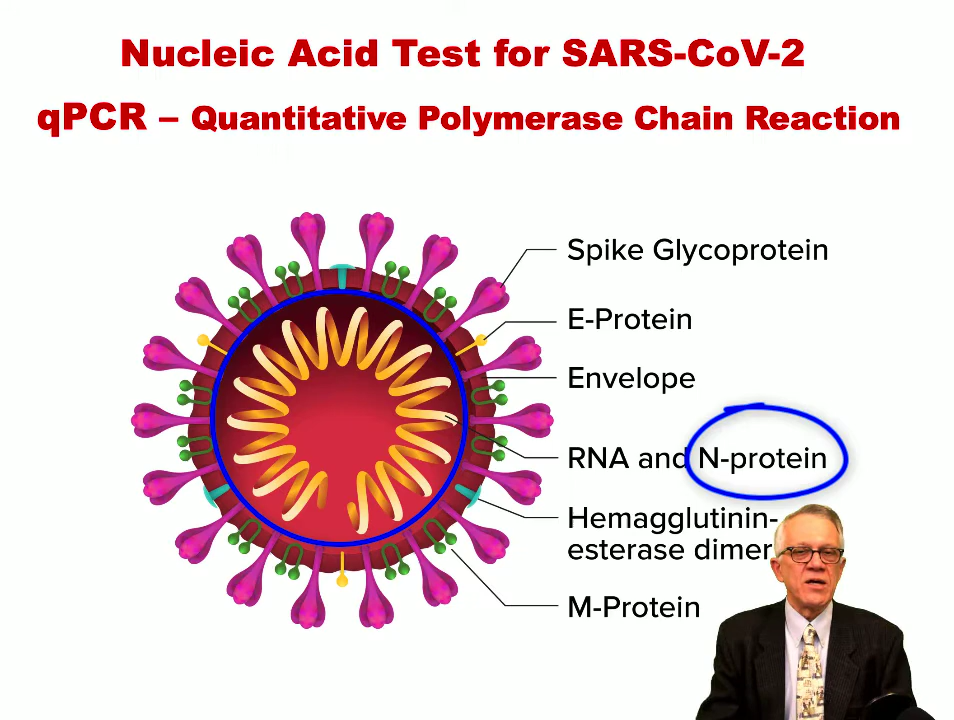 Nucleic Acid Test for SARS-CoV-2
qPCR – Quantitative Polymerase Chain Reaction
Spike Glycoprotein
E-Protein
Envelope
RNA and N-protein
Hemagglutinin-
esterase dimer
M-Protein